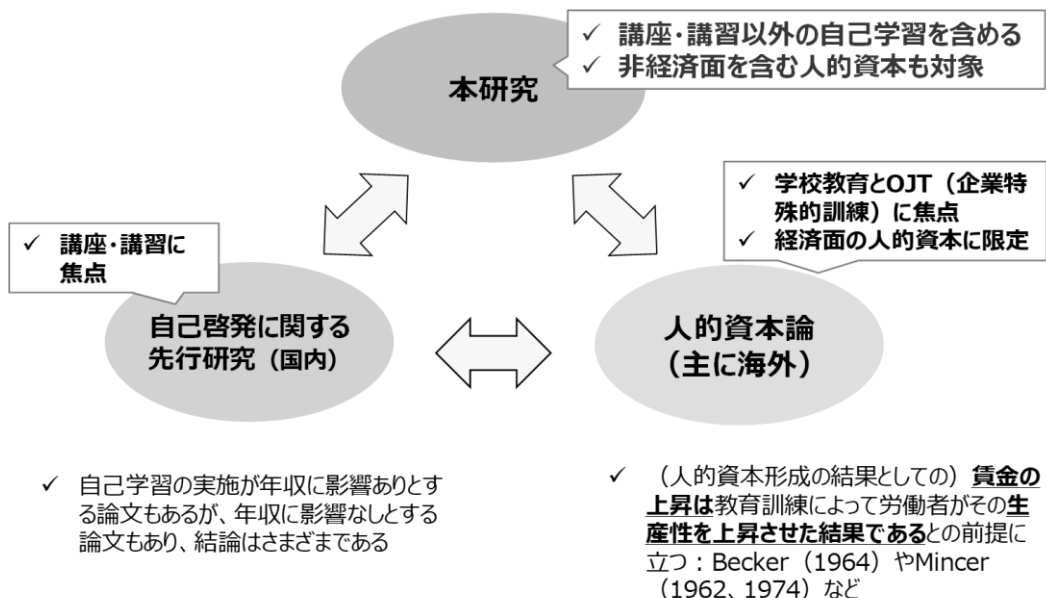 ✓ 講座・講習以外の自己学習を含める
✓ 非経済面を含む人的資本も対象
本研究
✓ 学校教育とOJT（企業特
殊的訓練）に焦点
✓ 経済面の人的資本に限定
✓ 講座・講習に
焦点
自己啓発に関する
先行研究（国内）
人的資本論
（主に海外）
✓ 自己学習の実施が年収に影響ありとす
る論文もあるが、年収に影響なしとする
論文もあり、結論はさまざまである
✓ （人的資本形成の結果としての）賃金の
上昇は教育訓練によって労働者がその生
産性を上昇させた結果であるとの前提に
立つ：Becker（1964）やMincer
（1962、1974）など